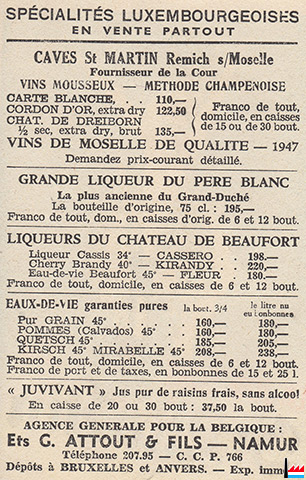 SPÉCIALITÉS LUXEMBOURGEOISES
EN VENTE PARTOUT
CAVES St MARTIN Remich s/Moselle
Fournisseur de la Cour
VINS MOUSSEUX — METHODE CHAMPENOISE
CARTE BLANCHE, 110,—
CORDON D'OR, extra dry 122,50
CHAT. DE DREIBORN
½ sec, extra dry, brut 135,—
Franco de tout,
domicile, en caisses
de 15 ou 30 bout.
VINS DE MOSELLE DE QUALITE — 1947
Demandez prix-courant détaillé.
GRANDE LIQUEUR DU PERE BLANC
La plus ancienne du Grand-Duché
La bouteille d'origine, 75 cl. : 195,—
Franco de tout, dom., en caisses d'orig. de 6 et 12 bout.
LIQUEURS DU CHATEAU DE BEAUFORT
Liqueur Cassis 34° — CASSERO . 198.—
Cherry Brandy 40° — KIRANDY . 220,—
Eau-de-vie Beaufort 45° — FLEUR . 180,—
Franco de tout, domicile, en caisses de 6 et 12 bout.
EAUX-DE-VIE garanties pures la bout. 3/4 le litre nu en bonbonnes
Pur GRAIN 45° 160,— 180,—
POMMES (Calvados) 45° 160,— 180,—
QUETSCH 45° 185,— 205,—
KIRSCH 45° MIRABELLE 45° 208,— 238,—
Franco de tout, domicile, en caisses de 6 et 12 bout.
Franco de port et de taxes, en bonbonnes de 15 et 25 l.
« JUVIVANT » Jus pur de raisins frais, sans alcool
En caisse de 20 ou 30 bout : 37,50 la bout.
AGENCE GENERALE POUR LA BELGIQUE :
Ets G. ATTOUT & FILS — NAMUR
Téléphone 207.95 — C. C. P. 766
Dépôts à BRUXELLES et ANVERS. — Exp.